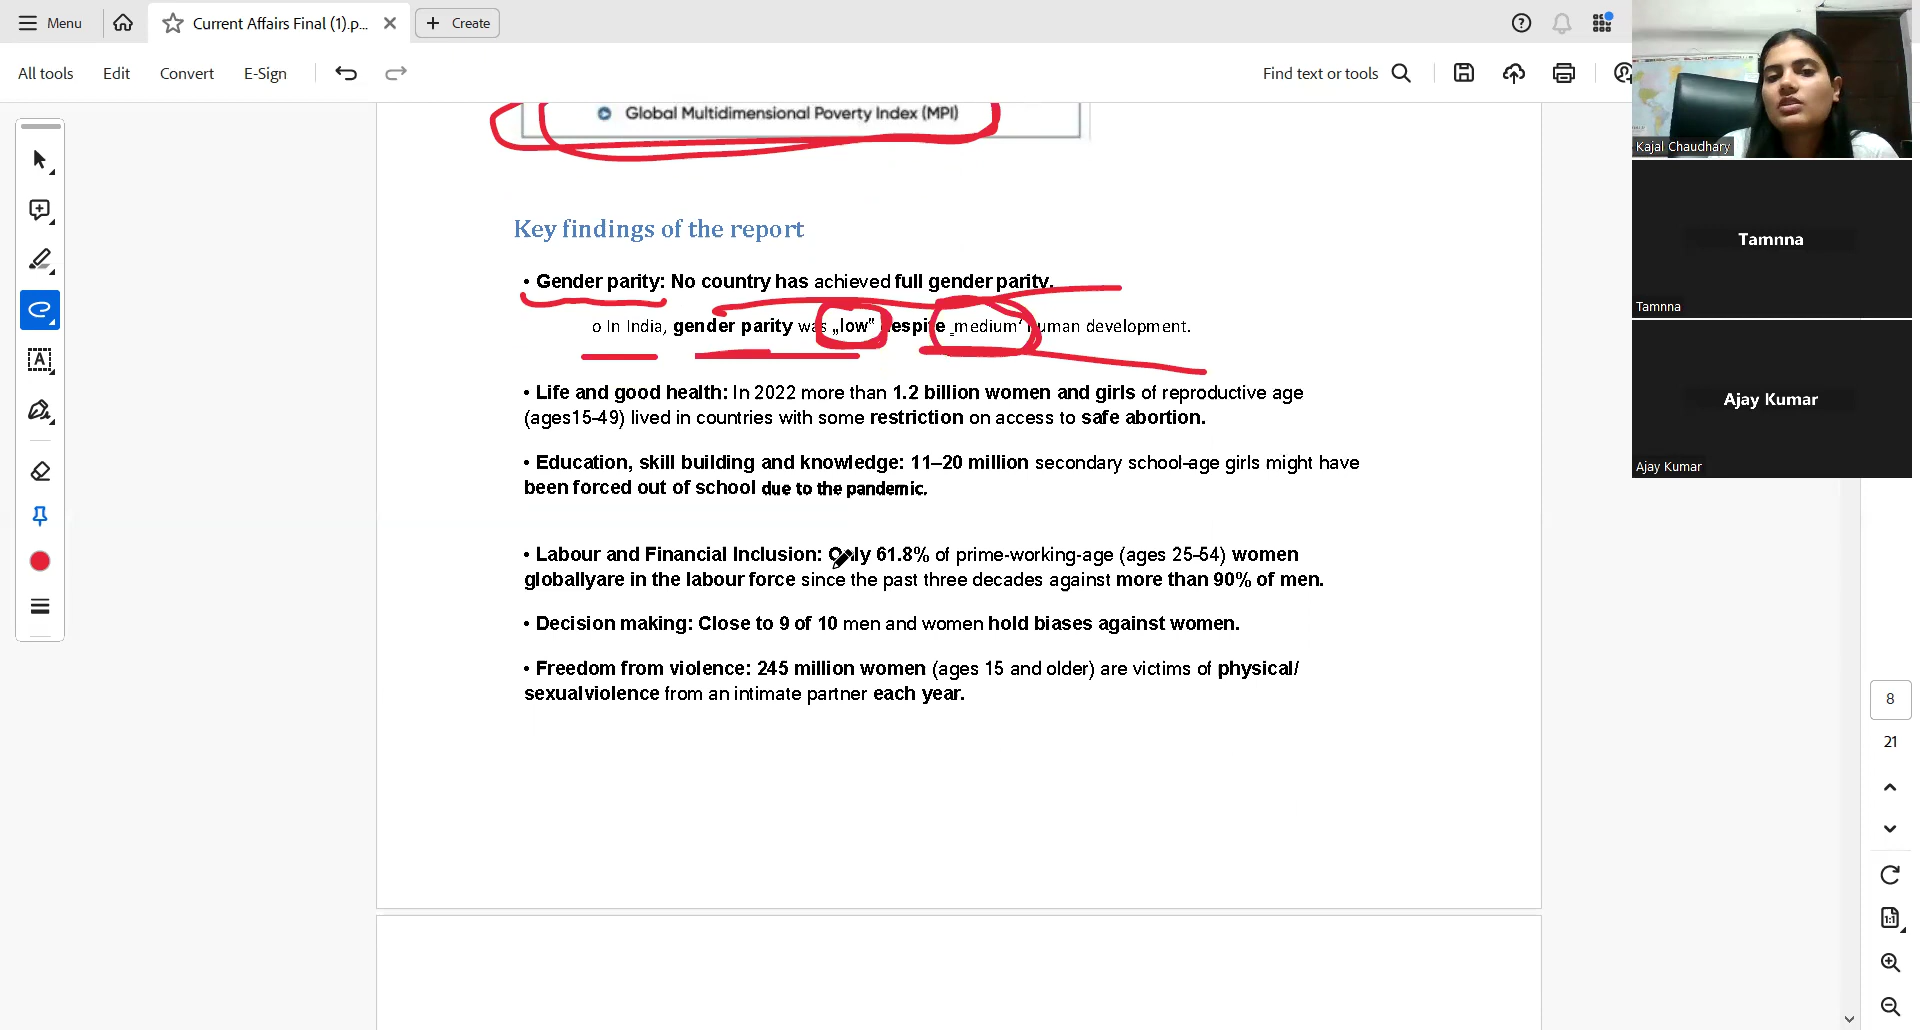 Menu
Current Affairs Final (1).p...
Create
All tools
Edit
Convert
E-Sign
Find text or tools
Global Multidimensional Poverty Index (MPI)
Key findings of the report
• Gender parity: No country has achieved full gender parity.
o In India, gender parity was „low‟ despite „medium‟ human development.
• Life and good health: In 2022 more than 1.2 billion women and girls of reproductive age
(ages15-49) lived in countries with some restriction on access to safe abortion.
• Education, skill building and knowledge: 11–20 million secondary school-age girls might have
been forced out of school due to the pandemic.
• Labour and Financial Inclusion: Only 61.8% of prime-working-age (ages 25-54) women
globallyare in the labour force since the past three decades against more than 90% of men.
• Decision making: Close to 9 of 10 men and women hold biases against women.
• Freedom from violence: 245 million women (ages 15 and older) are victims of physical/
sexualviolence from an intimate partner each year.
Kajal Chaudhary
Tamnna
Tamnna
Ajay Kumar
Ajay Kumar
8
21